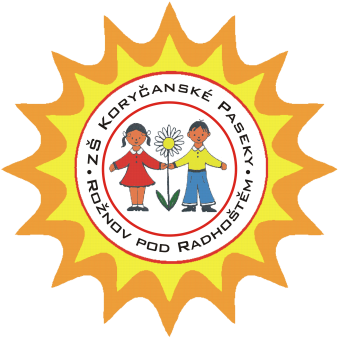 • ZŠ KORYČANSKÉ PASEKY •
ROŽNOV POD RADHOŠTĚM